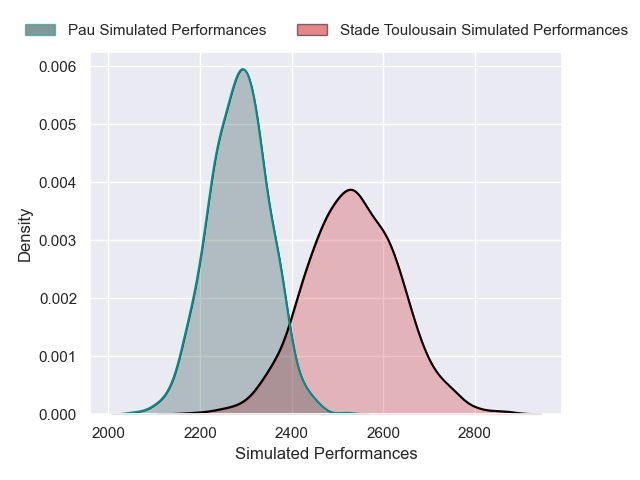 Pau Simulated Performances
Stade Toulousain Simulated Performances
0.006
0.005
0.004
0.003
0.002
0.001
0.000
Density
2000 2200 2400 2600 2800
Simulated Performances